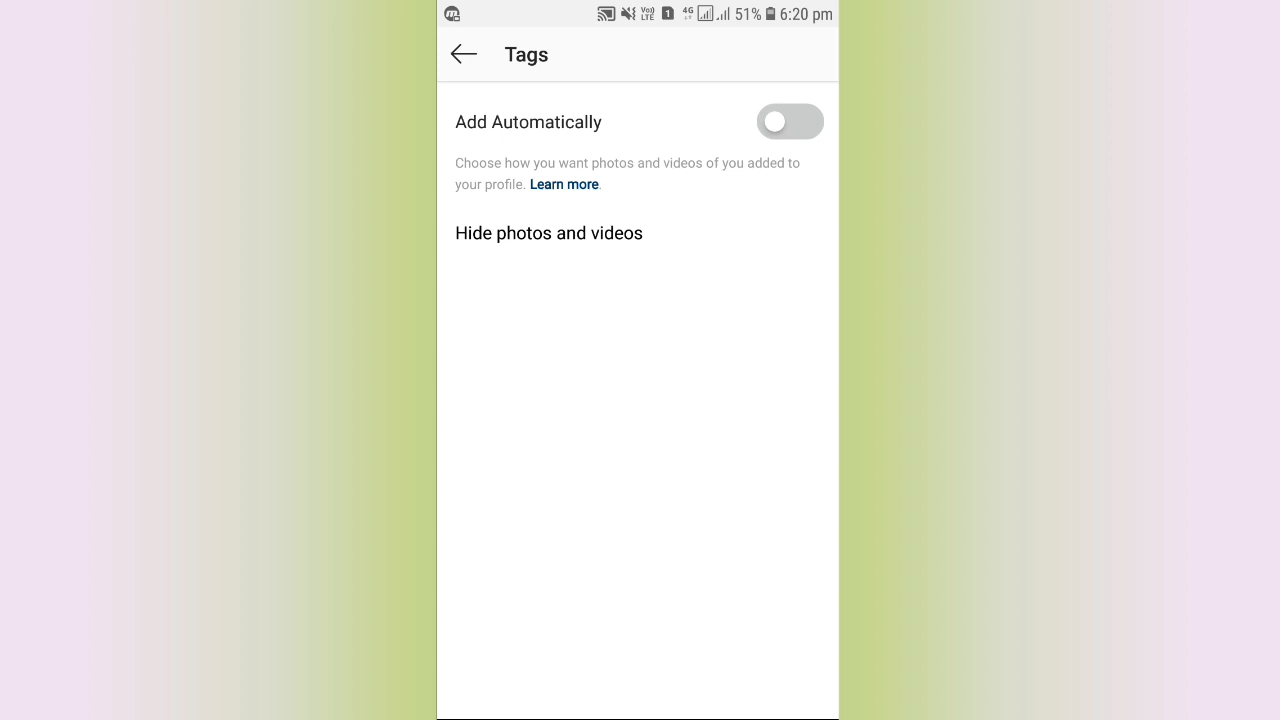 4G 51% 6:20 pm
Tags
Add Automatically
Choose how you want photos and videos of you added to
your profile. Learn more.
Hide photos and videos